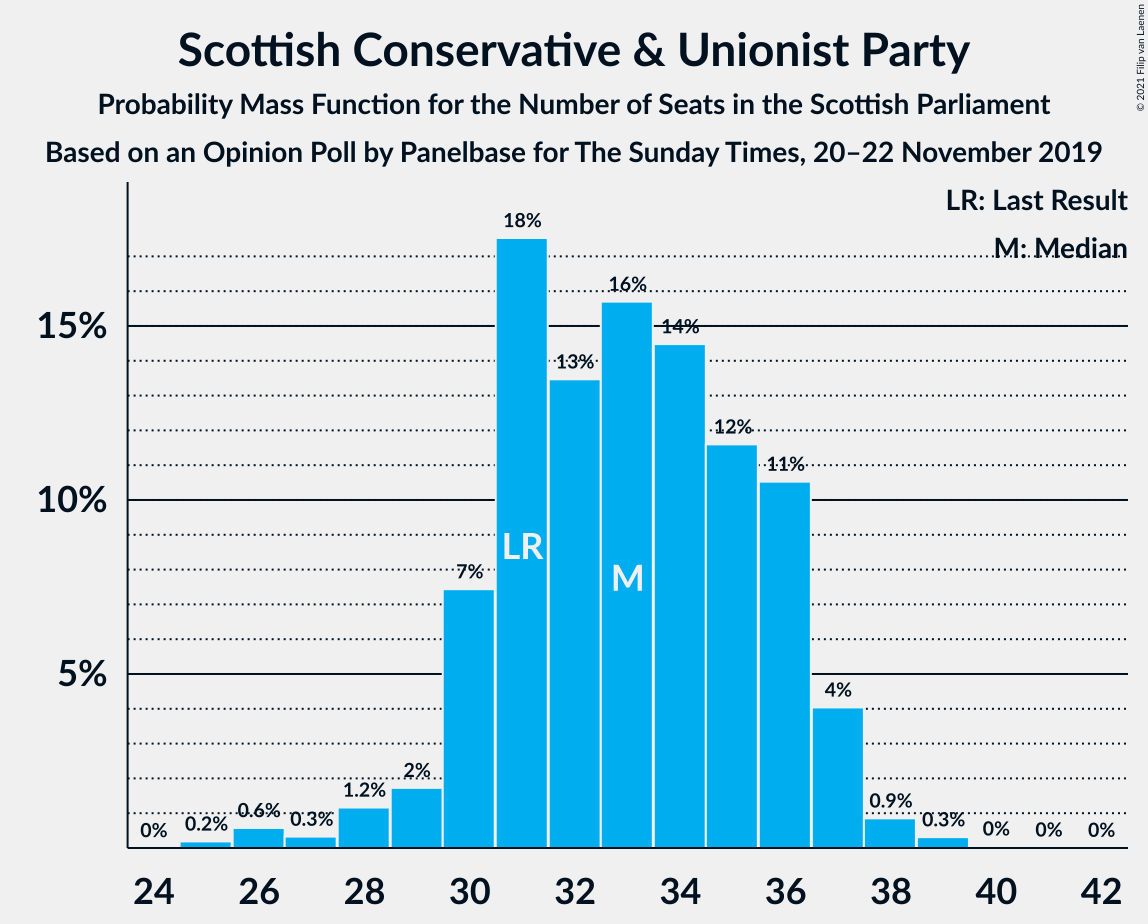 Scottish Conservative & Unionist Party
Probability Mass Function for the Number of Seats in the Scottish Parliament
Based on an Opinion Poll by Panelbase for The Sunday Times, 20–22 November 2019
© 2021 Filip van Laenen
LR: Last Result
M: Median
15%
10%
5%
0%
0.2%
0.6%
0.3%
1.2%
2%
7%
18%
13%
16%
14%
12%
11%
4%
0.9%
0.3%
0%
0%
0%
LR
M
24 26 28 30 32 34 36 38 40 42